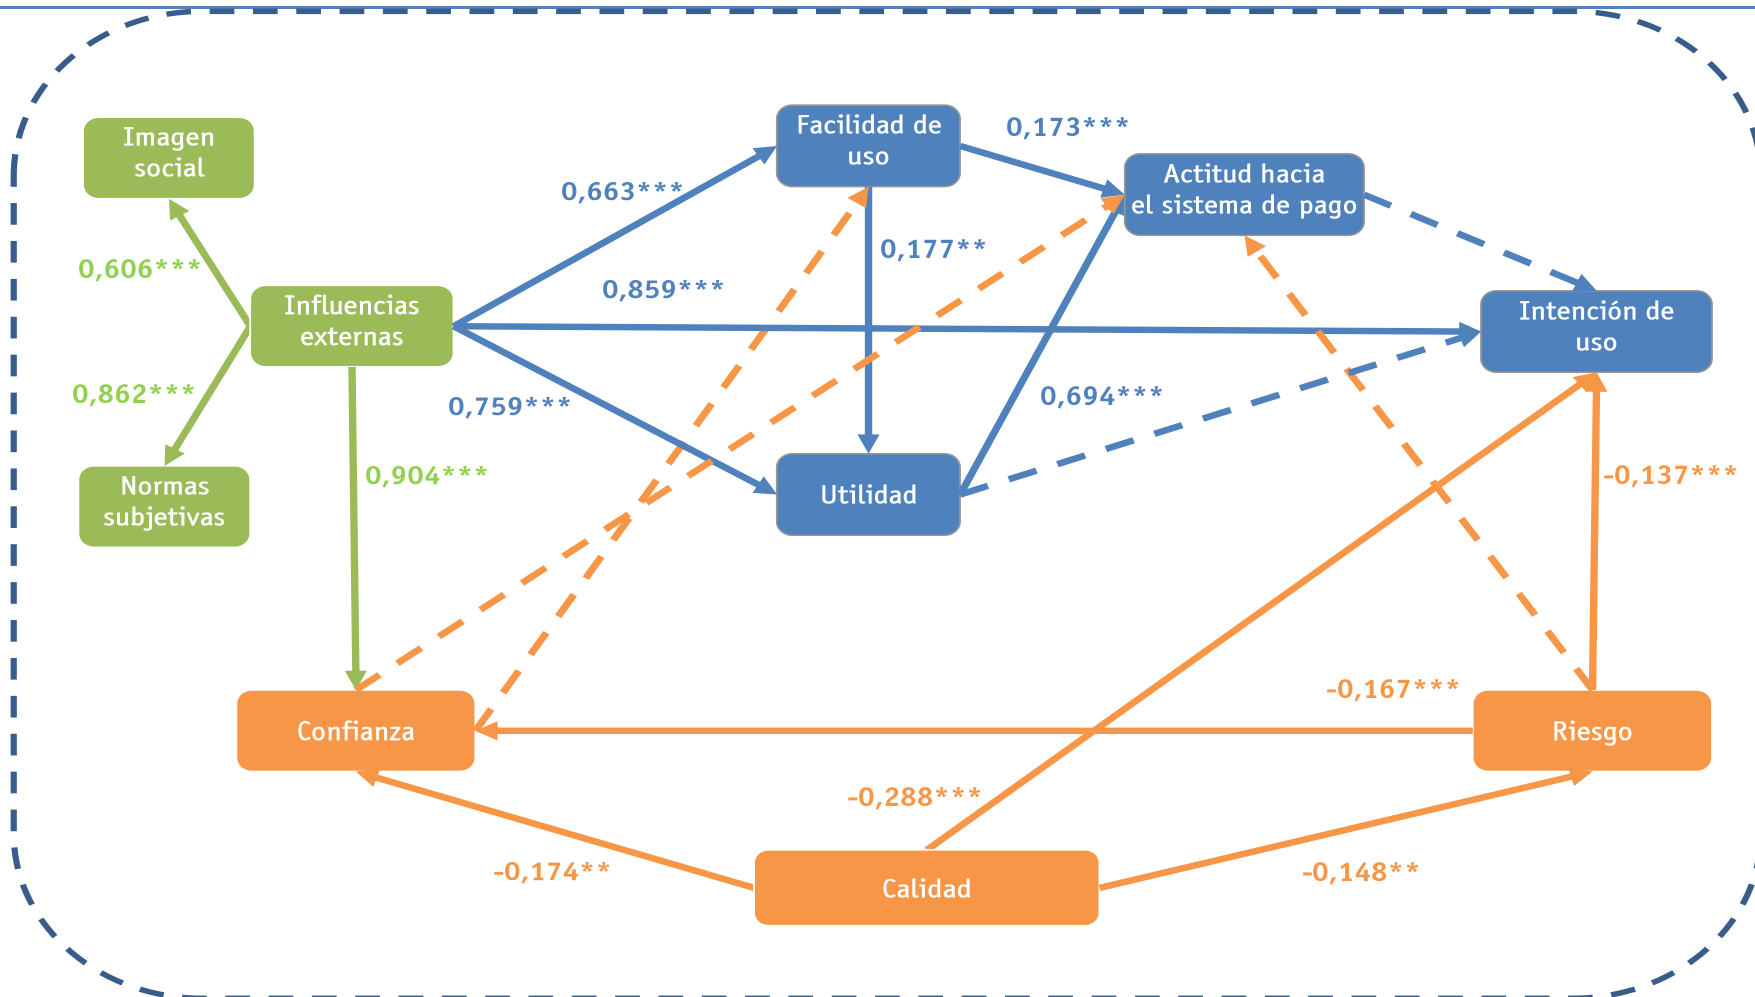 Imagen
social
Facilidad de
uso
0,173***
Actitud hacia
el sistema de pago
0,663***
0,177**
0,606***
0,859***
Influencias
externas
Intención de
uso
0,862***
0,759***
0,694***
0,904***
-0,137***
Normas
subjetivas
Utilidad
-0,167***
Confianza
Riesgo
-0,288***
-0,174**
-0,148**
Calidad